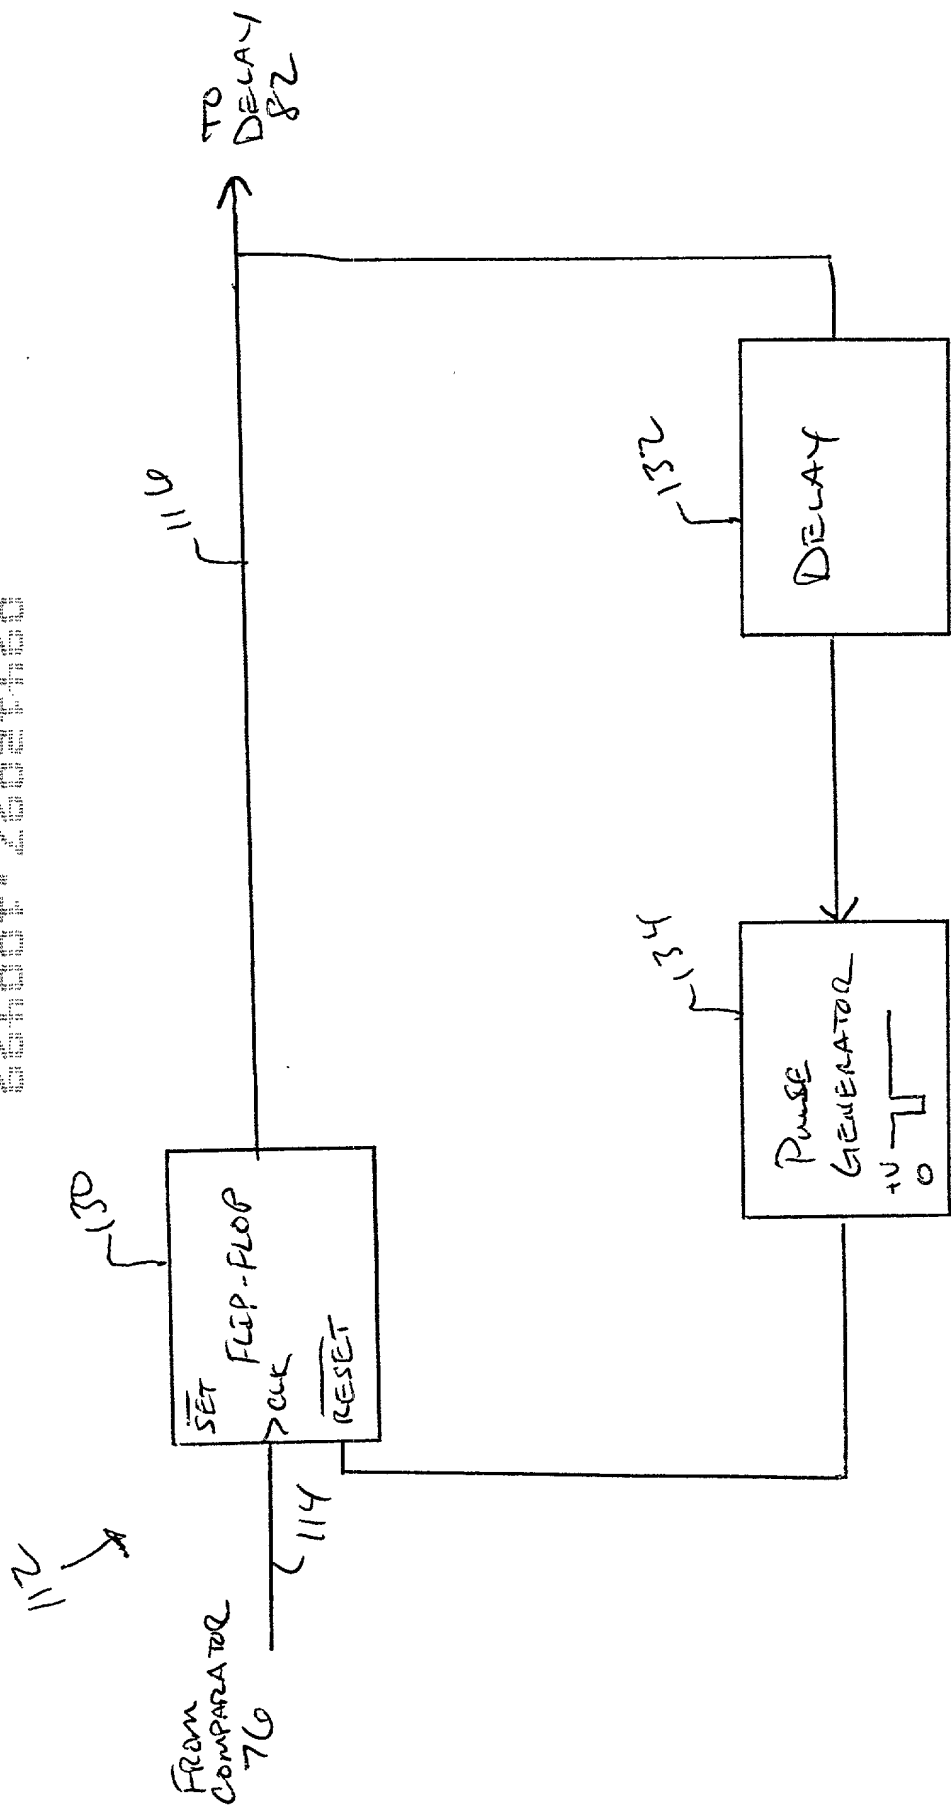 112
FROM
COMPARATOR
76
114
130
SET
FLIP-FLOP
> CLK
RESET
116
TO
DELAY
82
134
PULSE
GENERATOR
+V
0
132
DELAY